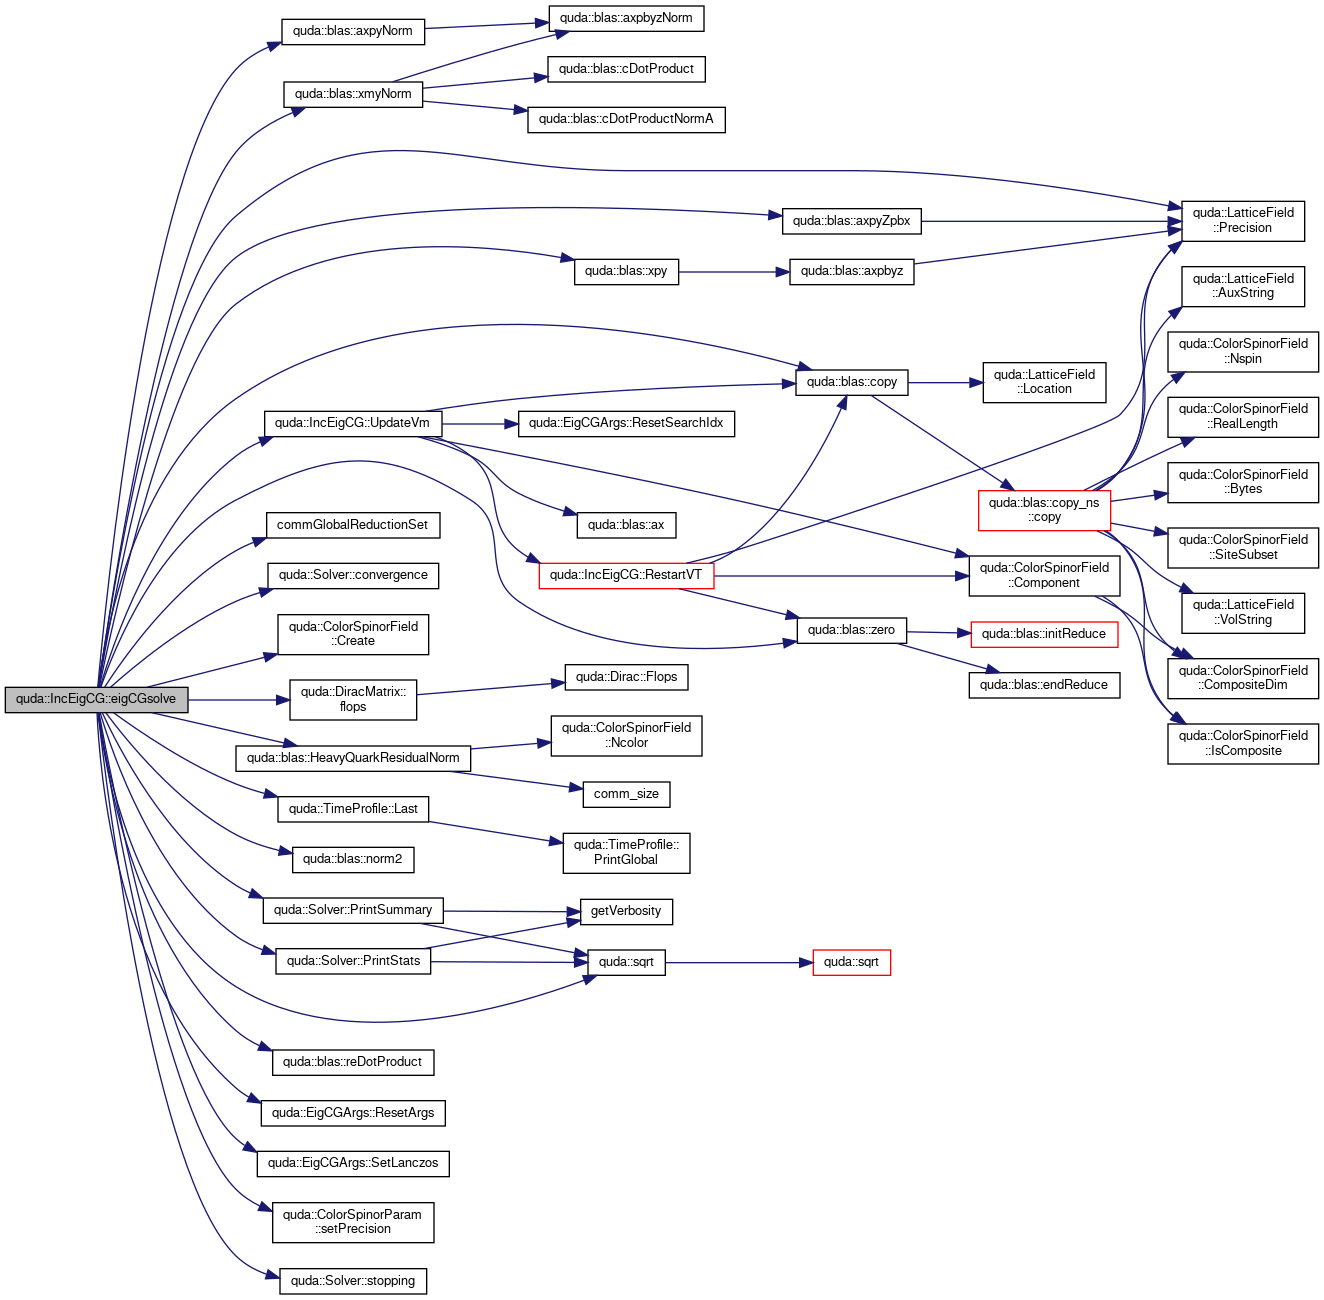 quda::blas::axpbyzNorm
quda::blas::axpyNorm
quda::blas::cDotProduct
quda::blas::xmyNorm
quda::blas::cDotProductNormA
quda::LatticeField
::Precision
quda::blas::axpyZpbx
quda::blas::xpy
quda::blas::axpbyz
quda::LatticeField
::AuxString
quda::ColorSpinorField
::Nspin
quda::LatticeField
::Location
quda::blas::copy
quda::ColorSpinorField
::RealLength
quda::IncEigCG::UpdateVm
quda::EigCGArgs::ResetSearchIdx
quda::ColorSpinorField
::Bytes
quda::blas::copy_ns
::copy
commGlobalReductionSet
quda::blas::ax
quda::ColorSpinorField
::SiteSubset
quda::Solver::convergence
quda::IncEigCG::RestartVT
quda::ColorSpinorField
::Component
quda::LatticeField
::VolString
quda::ColorSpinorField
::Create
quda::blas::zero
quda::blas::initReduce
quda::ColorSpinorField
::CompositeDim
quda::IncEigCG::eigCGsolve
quda::DiracMatrix::
flops
quda::Dirac::Flops
quda::blas::endReduce
quda::ColorSpinorField
::Ncolor
quda::ColorSpinorField
::IsComposite
quda::blas::HeavyQuarkResidualNorm
comm_size
quda::TimeProfile::Last
quda::TimeProfile::
PrintGlobal
quda::blas::norm2
quda::Solver::PrintSummary
getVerbosity
quda::Solver::PrintStats
quda::sqrt
quda::sqrt
quda::blas::reDotProduct
quda::EigCGArgs::ResetArgs
quda::EigCGArgs::SetLanczos
quda::ColorSpinorParam
::setPrecision
quda::Solver::stopping